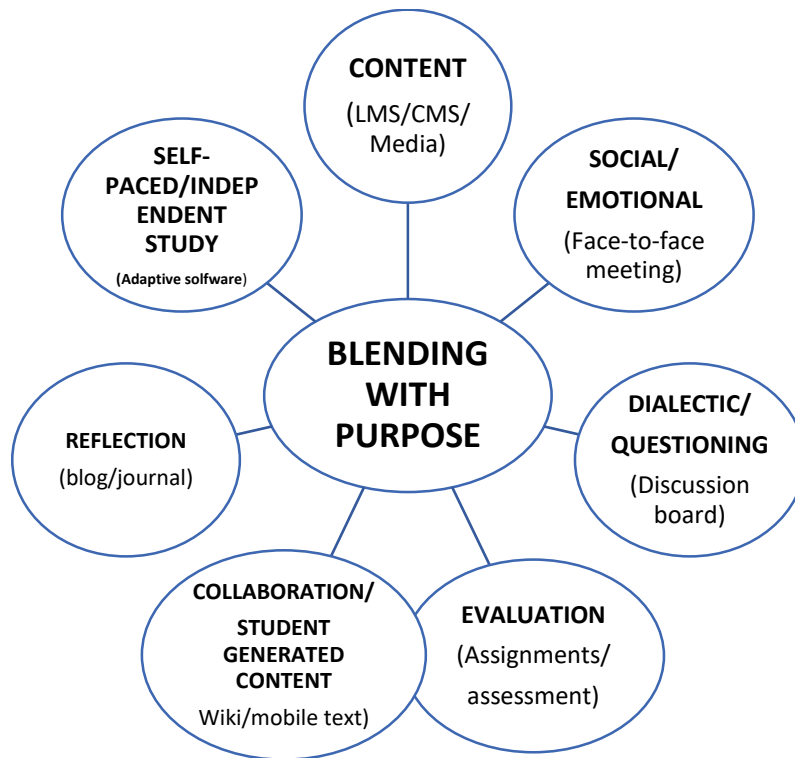 CONTENT
(LMS/CMS/
Media)
SOCIAL/
EMOTIONAL
(Face-to-face
meeting)
DIALECTIC/
QUESTIONING
(Discussion
board)
EVALUATION
(Assignments/
assessment)
COLLABORATION/
STUDENT
GENERATED
CONTENT
Wiki/mobile text)
REFLECTION
(blog/journal)
SELF-
PACED/INDEP
ENDENT
STUDY
(Adaptive solfware)
BLENDING
WITH
PURPOSE